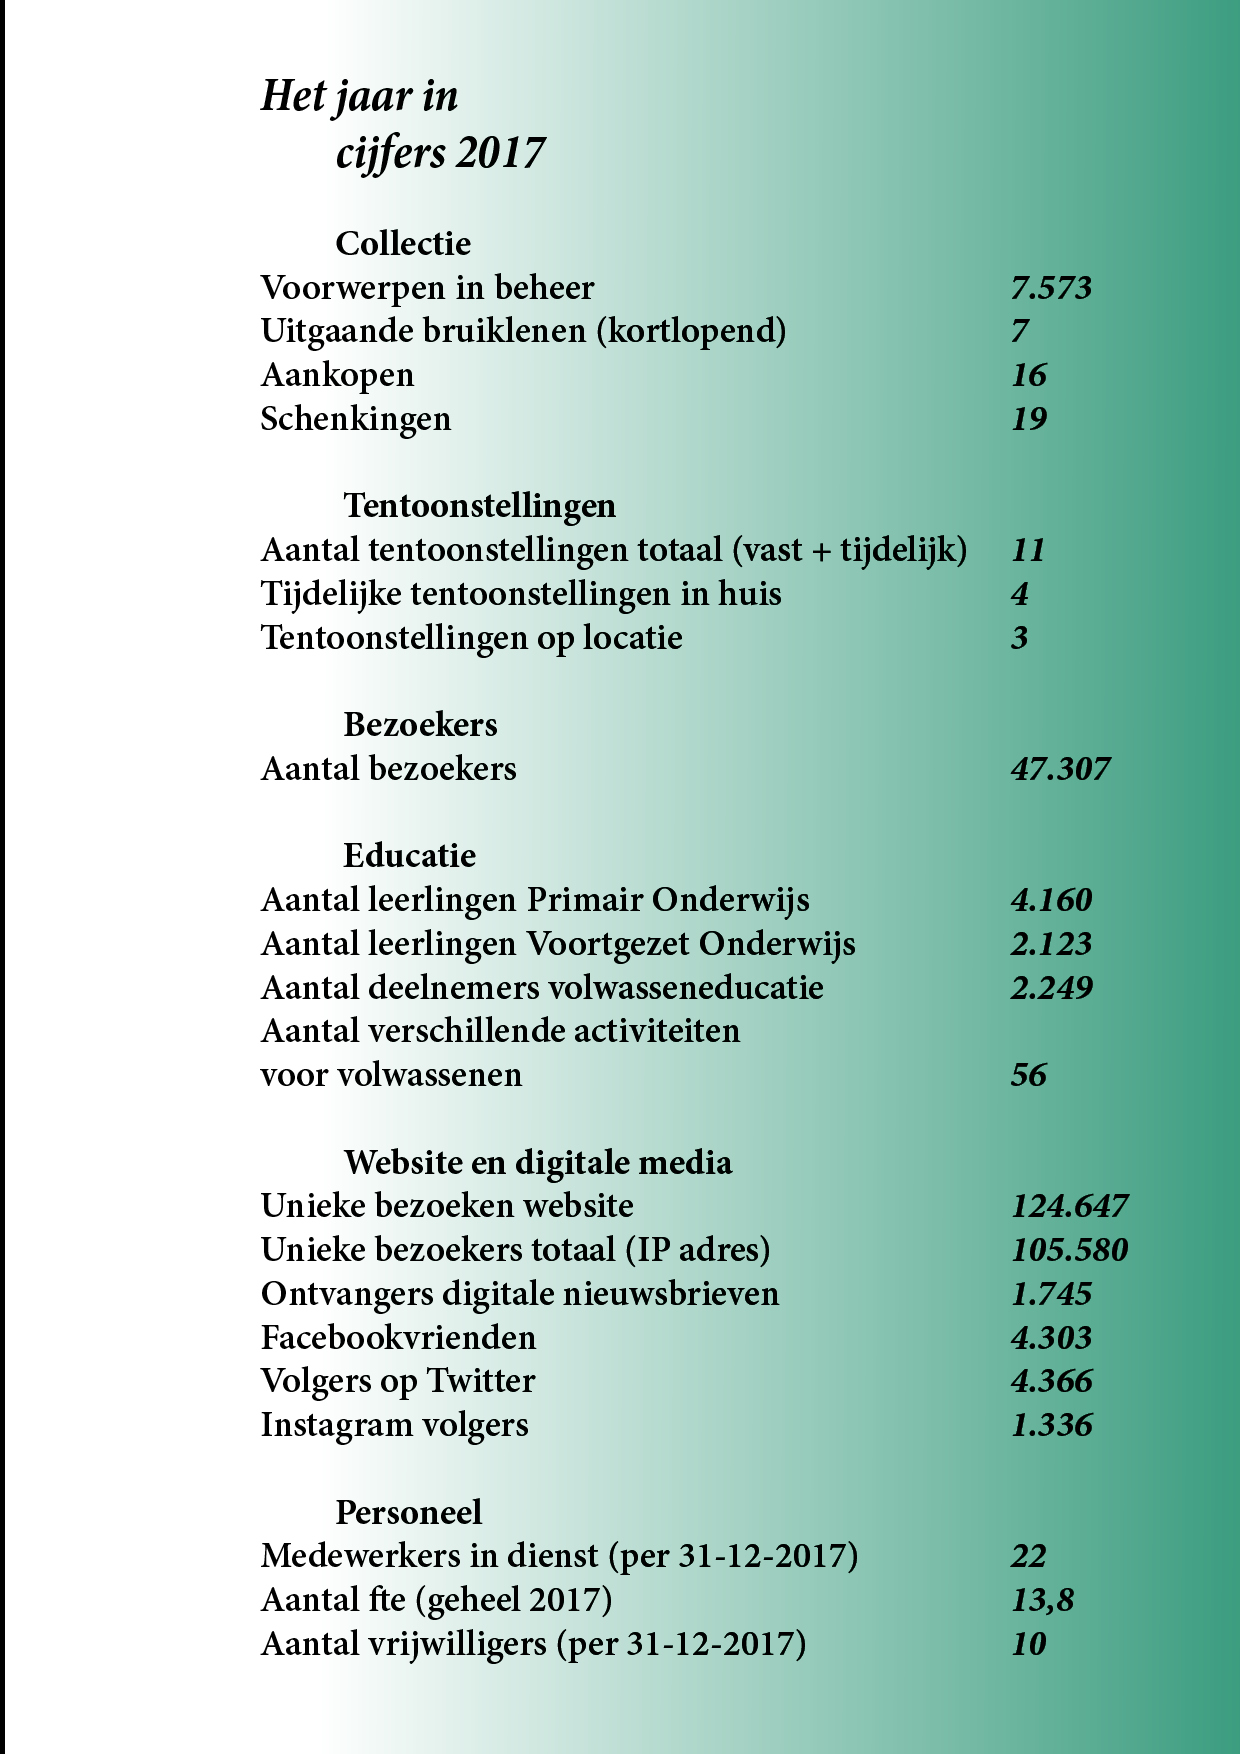 Het jaar in
cijfers 2017
Collectie
Voorwerpen in beheer 7.573
Uitgaande bruiklenen (kortlopend) 7
Aankopen 16
Schenkingen 19
Tentoonstellingen
Aantal tentoonstellingen totaal (vast + tijdelijk) 11
Tijdelijke tentoonstellingen in huis 4
Tentoonstellingen op locatie 3
Bezoekers
Aantal bezoekers 47.307
Educatie
Aantal leerlingen Primair Onderwijs 4.160
Aantal leerlingen Voortgezet Onderwijs 2.123
Aantal deelnemers volwasseneducatie 2.249
Aantal verschillende activiteiten
voor volwassenen 56
Website en digitale media
Unieke bezoeken website 124.647
Unieke bezoekers totaal (IP adres) 105.580
Ontvangers digitale nieuwsbrieven 1.745
Facebookvrienden 4.303
Volgers op Twitter 4.366
Instagram volgers 1.336
Personeel
Medewerkers in dienst (per 31-12-2017) 22
Aantal fte (geheel 2017) 13,8
Aantal vrijwilligers (per 31-12-2017) 10